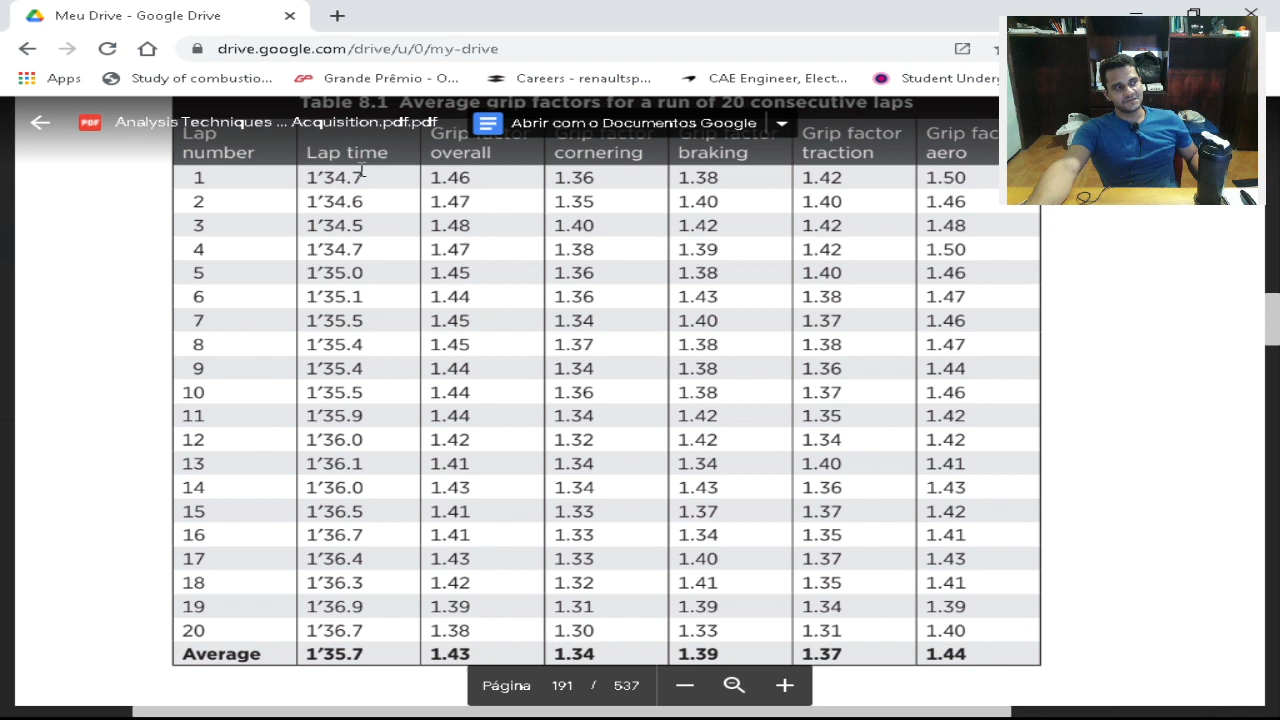 Meu Drive - Google Drive
drive.google.com/drive/u/0/my-drive
Apps Study of combustio... Grande Prêmio - O... Careers - renaultsp... CAE Engineer, Elect... Student Underg
Table 8.1 Average grip factors for a run of 20 consecutive laps
PDF Analysis Techniques ... Acquisition.pdf.pdf Abrir com o Documentos Google
Lap number Lap time Grip factor overall Grip factor cornering Grip factor braking Grip factor traction Grip aero
1 1′34.7 1.46 1.36 1.38 1.42 1.50
2 1′34.6 1.47 1.35 1.40 1.40 1.46
3 1′34.5 1.48 1.40 1.42 1.42 1.48
4 1′34.7 1.47 1.38 1.39 1.42 1.50
5 1′35.0 1.45 1.36 1.38 1.40 1.46
6 1′35.1 1.44 1.36 1.43 1.38 1.47
7 1′35.5 1.45 1.34 1.40 1.37 1.46
8 1′35.4 1.45 1.37 1.38 1.38 1.47
9 1′35.4 1.44 1.34 1.38 1.36 1.44
10 1′35.5 1.44 1.36 1.38 1.37 1.46
11 1′35.9 1.44 1.34 1.42 1.35 1.42
12 1′36.0 1.42 1.32 1.42 1.34 1.42
13 1′36.1 1.41 1.34 1.34 1.40 1.41
14 1′36.0 1.43 1.34 1.43 1.36 1.43
15 1′36.5 1.41 1.33 1.37 1.37 1.42
16 1′36.7 1.41 1.33 1.34 1.35 1.41
17 1′36.4 1.43 1.33 1.40 1.37 1.43
18 1′36.3 1.42 1.32 1.41 1.35 1.41
19 1′36.9 1.39 1.31 1.39 1.34 1.39
20 1′36.7 1.38 1.30 1.33 1.31 1.40
Average 1′35.7 1.43 1.34 1.39 1.37 1.44
Página 191 / 537